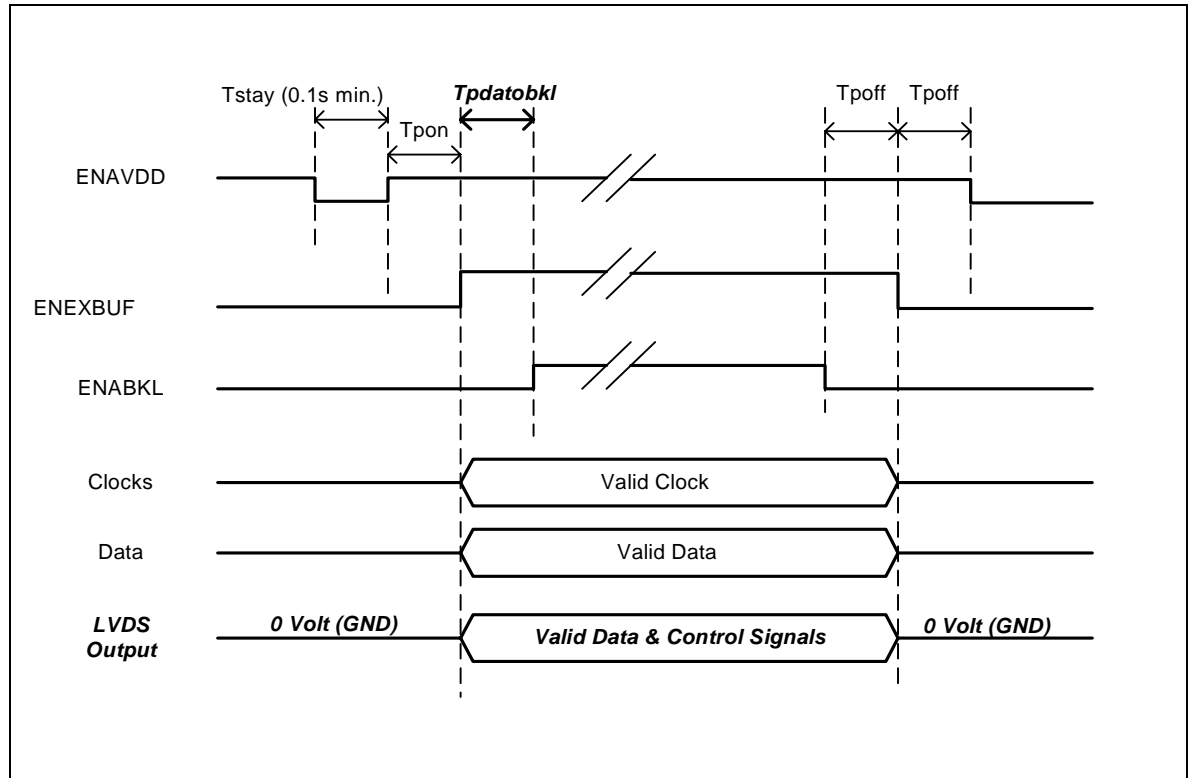 Tstay (0.1s min.)
Tpdatobkl
Tpoff
Tpoff
Tpon
ENAVDD
ENEXBUF
ENABKL
Clocks
Valid Clock
Data
Valid Data
LVDS
Output
0 Volt (GND)
Valid Data & Control Signals
0 Volt (GND)